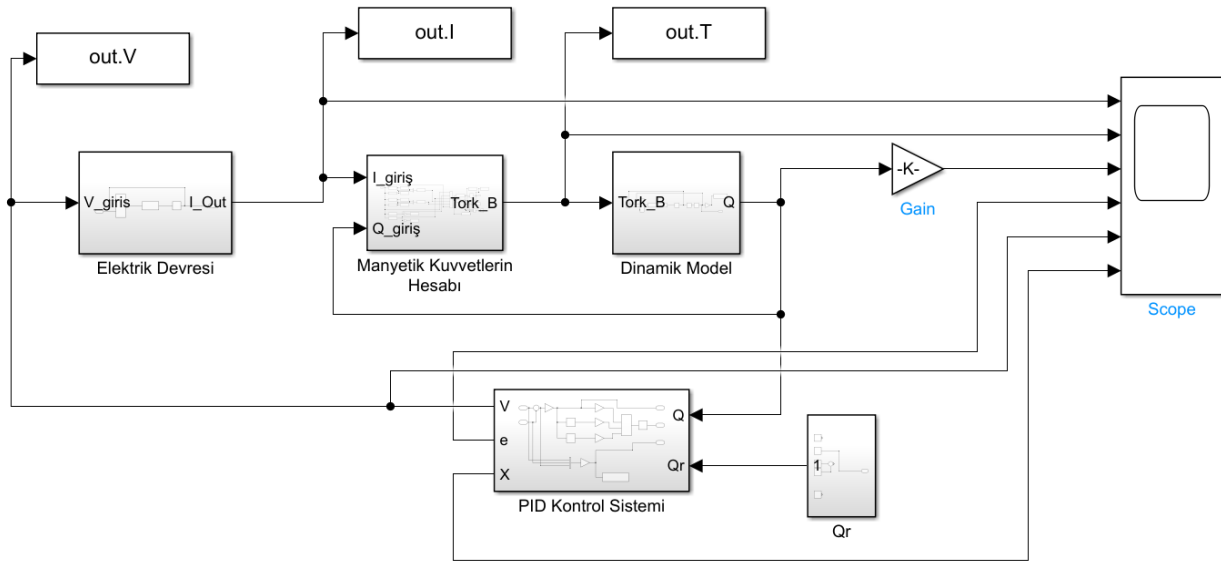 out.V
out.I
out.T
V_giris
I_Out
Elektrik Devresi
I_giriş
Q_giriş
Tork_B
Manyetik Kuvvetlerin
Hesabı
Tork_B
Q
Dinamik Model
-K-
Gain
Scope
V
e
X
Q
Qr
PID Kontrol Sistemi
1
Qr